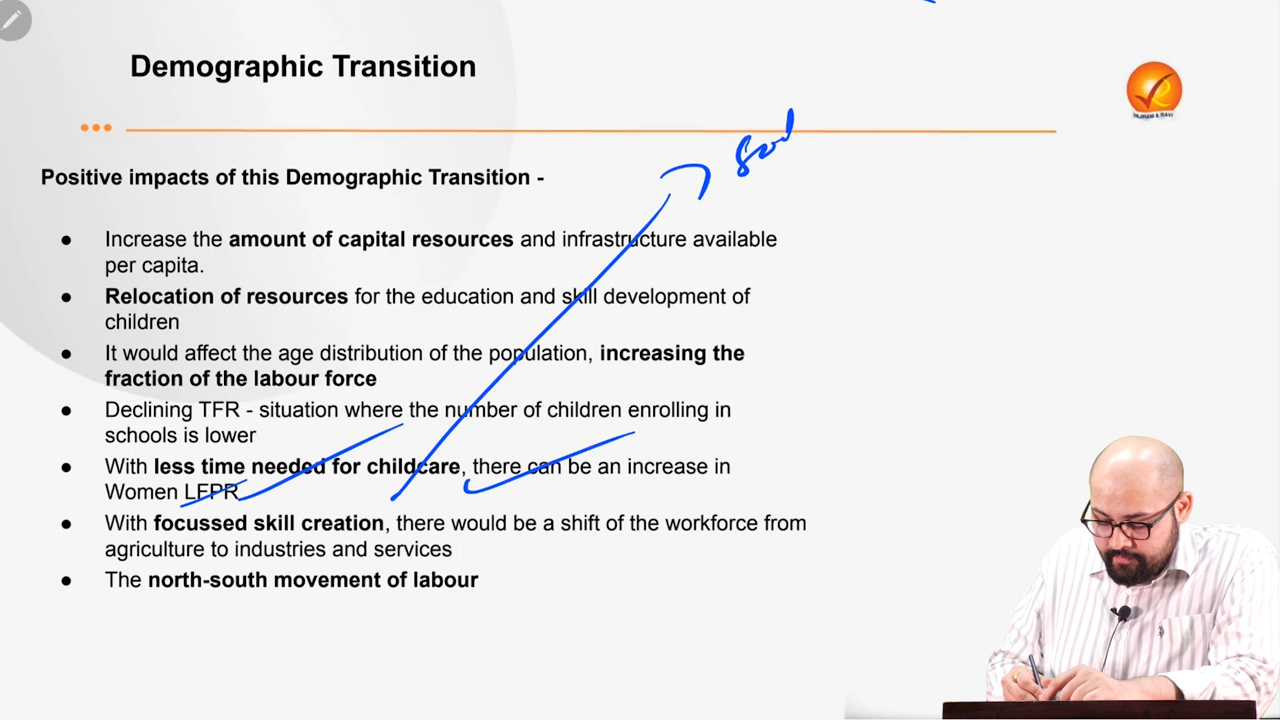 Demographic Transition
VAJIRAM & RAVI
Positive impacts of this Demographic Transition -
● Increase the amount of capital resources and infrastructure available
per capita.
● Relocation of resources for the education and skill development of
children
● It would affect the age distribution of the population, increasing the
fraction of the labour force
● Declining TFR - situation where the number of children enrolling in
schools is lower
● With less time needed for childcare, there can be an increase in
Women LFPR
● With focussed skill creation, there would be a shift of the workforce from
agriculture to industries and services
● The north-south movement of labour